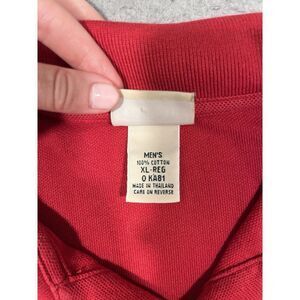 MEN'S
100% COTTON
XL-REG
0 KA81
MADE IN THAILAND
CARE ON REVERSE